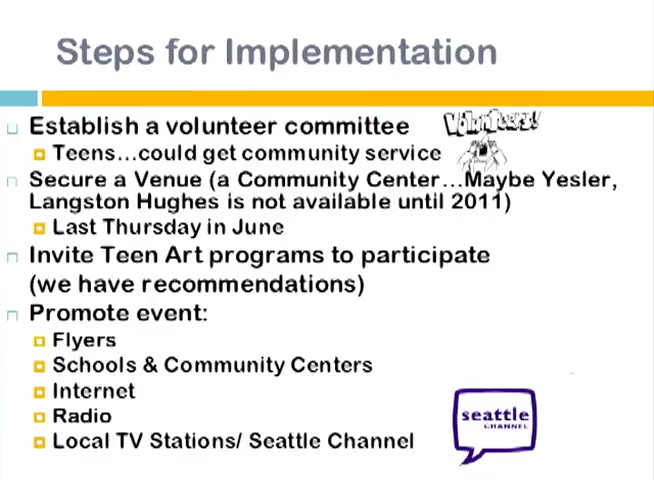 Steps for Implementation
Establish a volunteer committee
Volunteers!
Teens...could get community service
Secure a Venue (a Community Center...Maybe Yesler,
Langston Hughes is not available until 2011)
Last Thursday in June
Invite Teen Art programs to participate
(we have recommendations)
Promote event:
Flyers
Schools & Community Centers
Internet
Radio
Local TV Stations/ Seattle Channel
seattle
CHANNEL